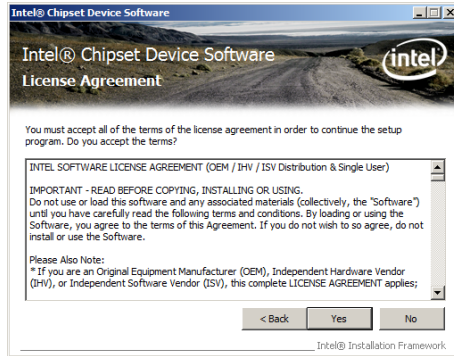 Intel® Chipset Device Software
Intel® Chipset Device Software
License Agreement
intel®
You must accept all of the terms of the license agreement in order to continue the setup
program. Do you accept the terms?
INTEL SOFTWARE LICENSE AGREEMENT (OEM / IHV / ISV Distribution & Single User)
IMPORTANT - READ BEFORE COPYING, INSTALLING OR USING.
Do not use or load this software and any associated materials (collectively, the "Software")
until you have carefully read the following terms and conditions. By loading or using the
Software, you agree to the terms of this Agreement. If you do not wish to so agree, do not
install or use the Software.
Please Also Note:
* If you are an Original Equipment Manufacturer (OEM), Independent Hardware Vendor
(IHV), or Independent Software Vendor (ISV), this complete LICENSE AGREEMENT applies;
< Back Yes No
Intel® Installation Framework